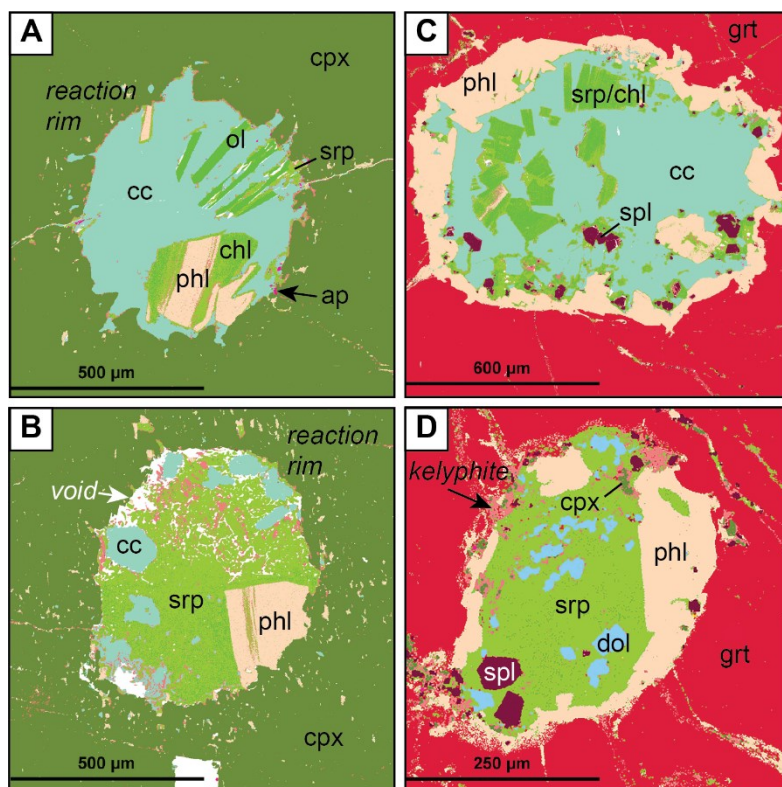 A
cpx
reaction
rim
ol
srp
cc
chl
phl
ap
500 µm
C
grt
phl
srp/chl
cc
spl
600 µm
B
reaction
rim
void
cc
srp
phl
cpx
500 µm
D
kelyphite
cpx
phl
srp
dol
spl
grt
250 µm